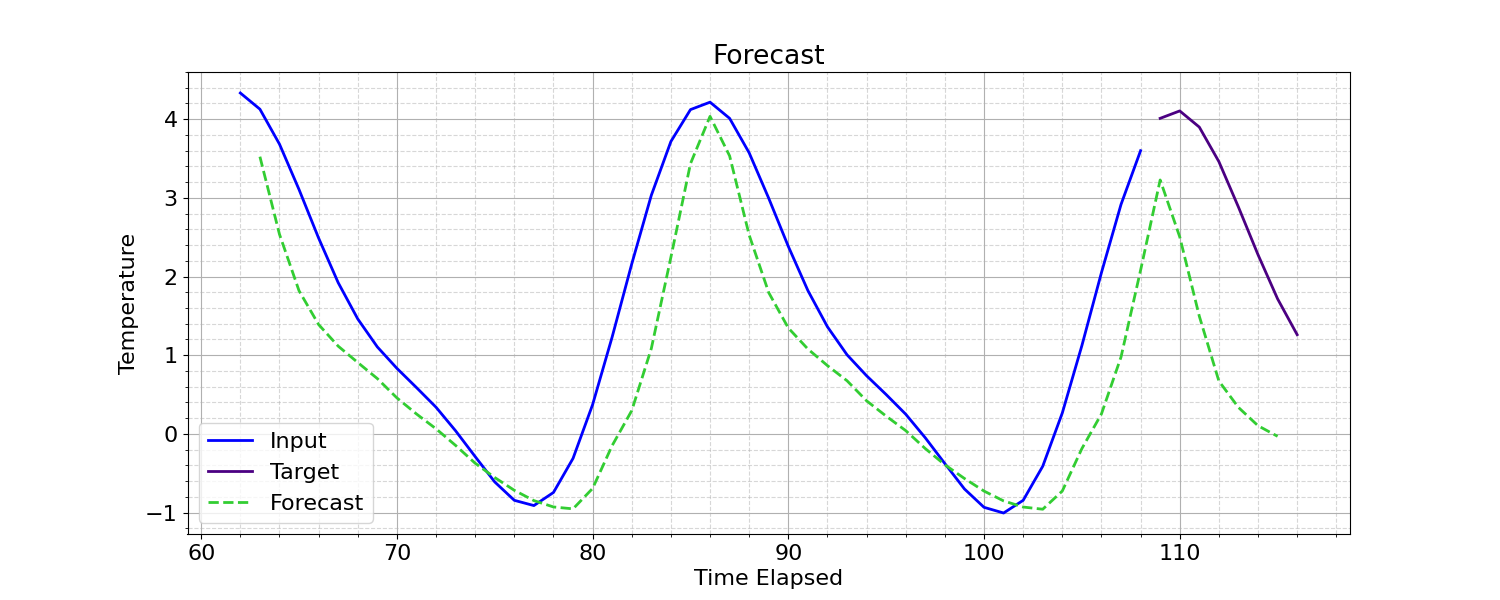 Forecast
Temperature
4
3
2
1
0
−1
Input
Target
Forecast
60 70 80 90 100 110
Time Elapsed